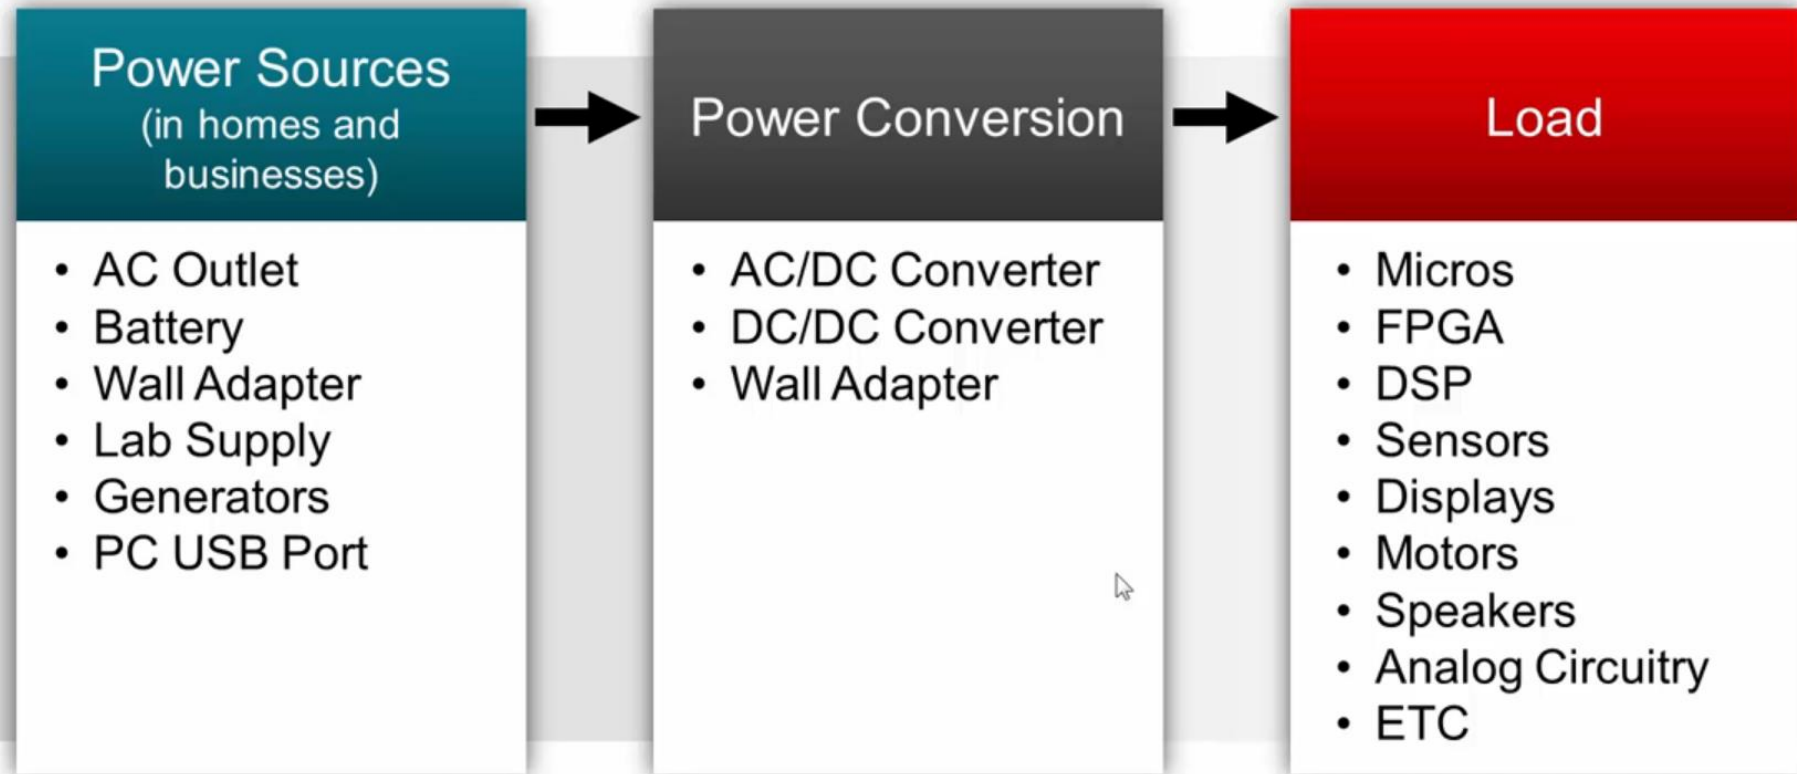 Power Sources
(in homes and
businesses)
• AC Outlet
• Battery
• Wall Adapter
• Lab Supply
• Generators
• PC USB Port
Power Conversion
• AC/DC Converter
• DC/DC Converter
• Wall Adapter
Load
• Micros
• FPGA
• DSP
• Sensors
• Displays
• Motors
• Speakers
• Analog Circuitry
• ETC